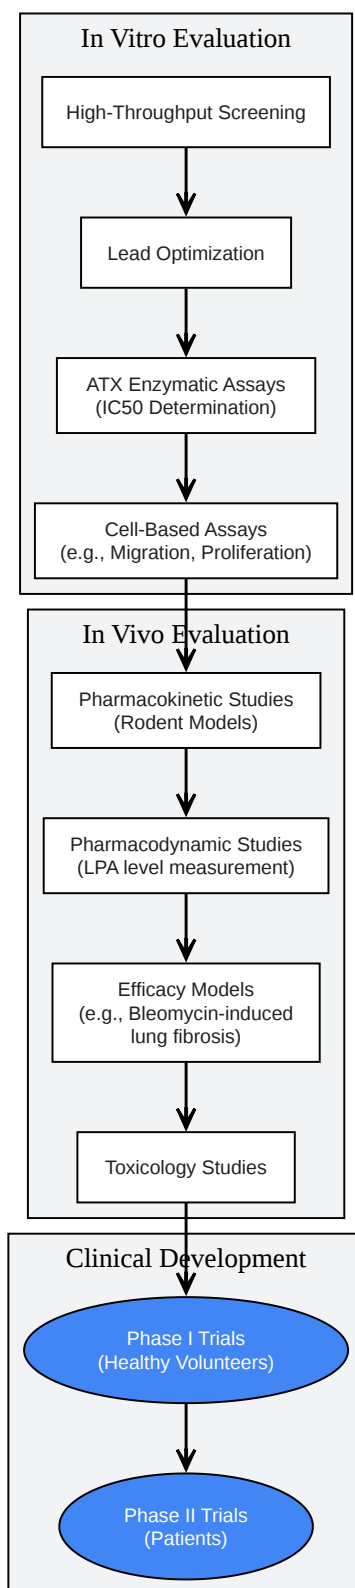 In Vitro Evaluation
High-Throughput Screening
Lead Optimization
ATX Enzymatic Assays
(IC50 Determination)
Cell-Based Assays
(e.g., Migration, Proliferation)
In Vivo Evaluation
Pharmacokinetic Studies
(Rodent Models)
Pharmacodynamic Studies
(LPA level measurement)
Efficacy Models
(e.g., Bleomycin-induced
lung fibrosis)
Toxicology Studies
Clinical Development
Phase I Trials
(Healthy Volunteers)
Phase II Trials
(Patients)